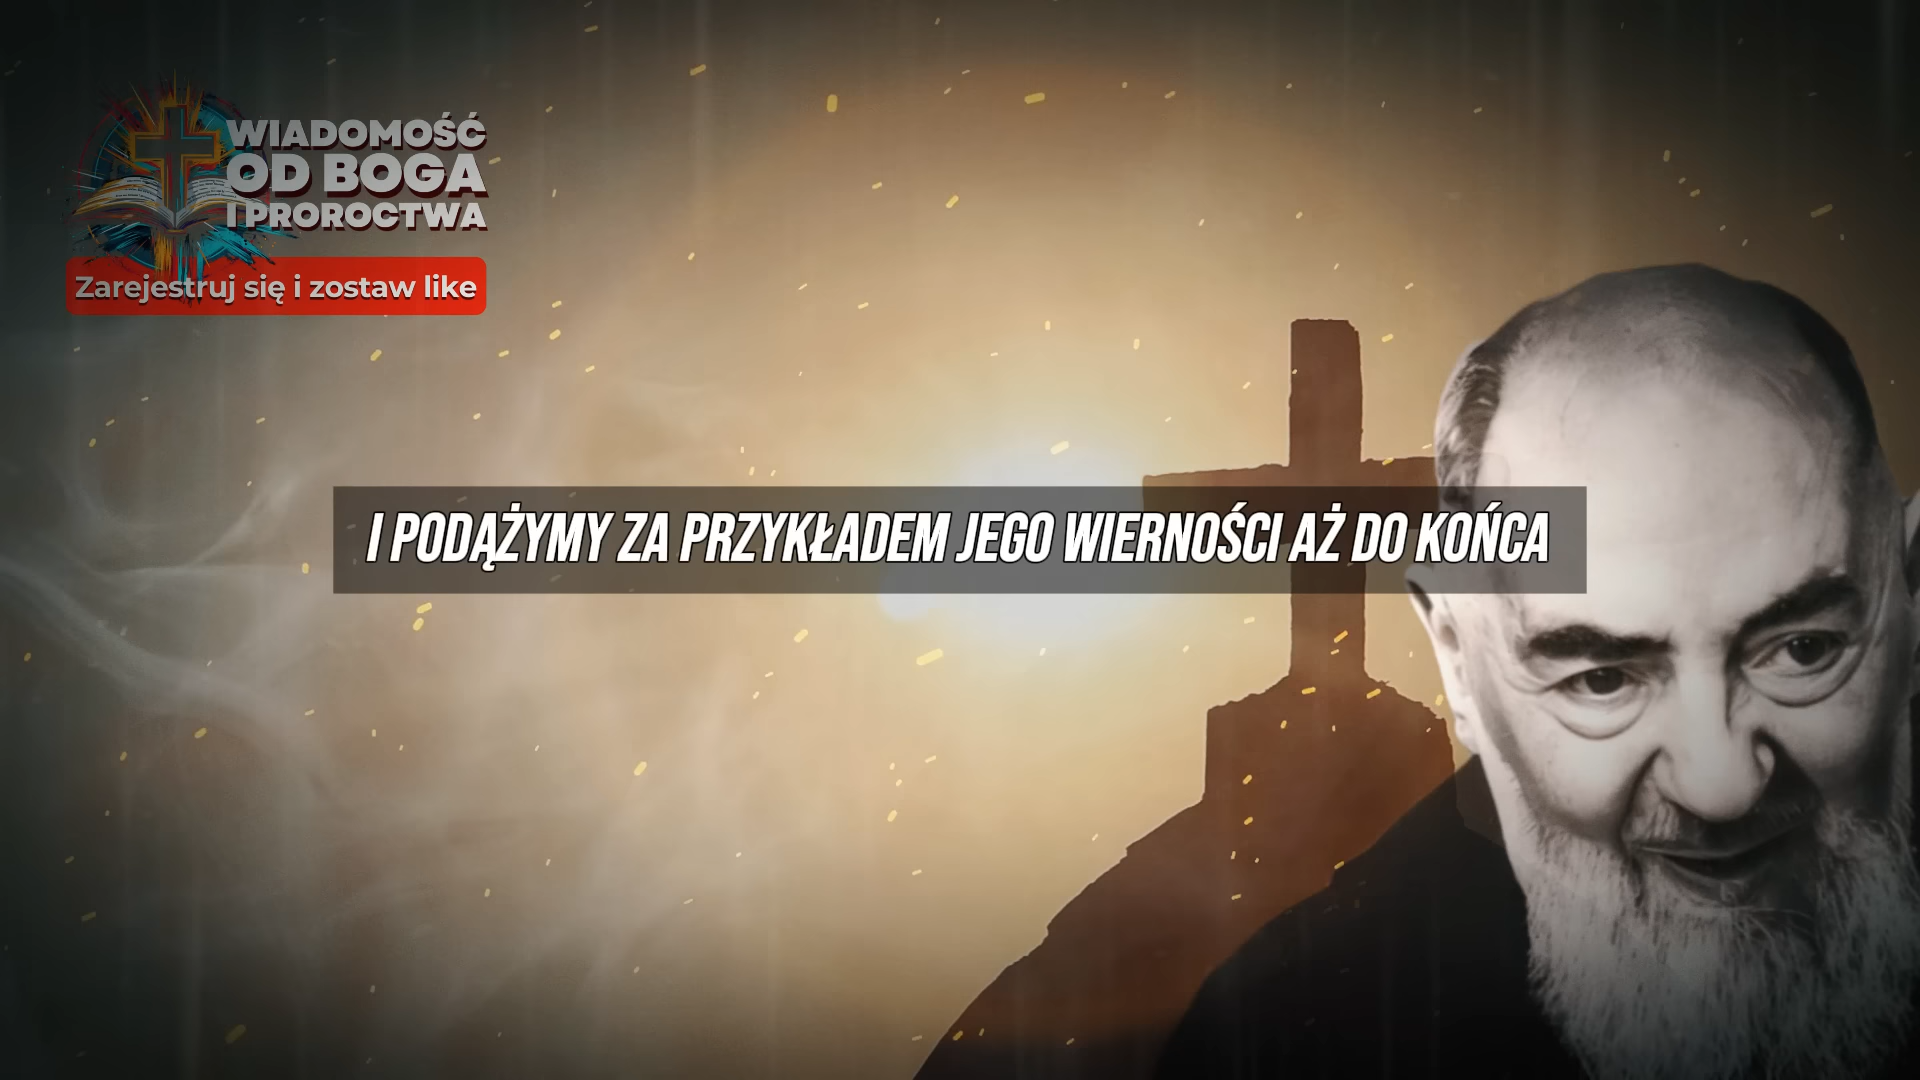 WIADOMOŚĆ
OD BOGA
I PROROCTWA
Zarejestruj się i zostaw like
I PODĄŻYMY ZA PRZYKŁADEM JEGO WIERNOŚCI AŻ DO KOŃCA